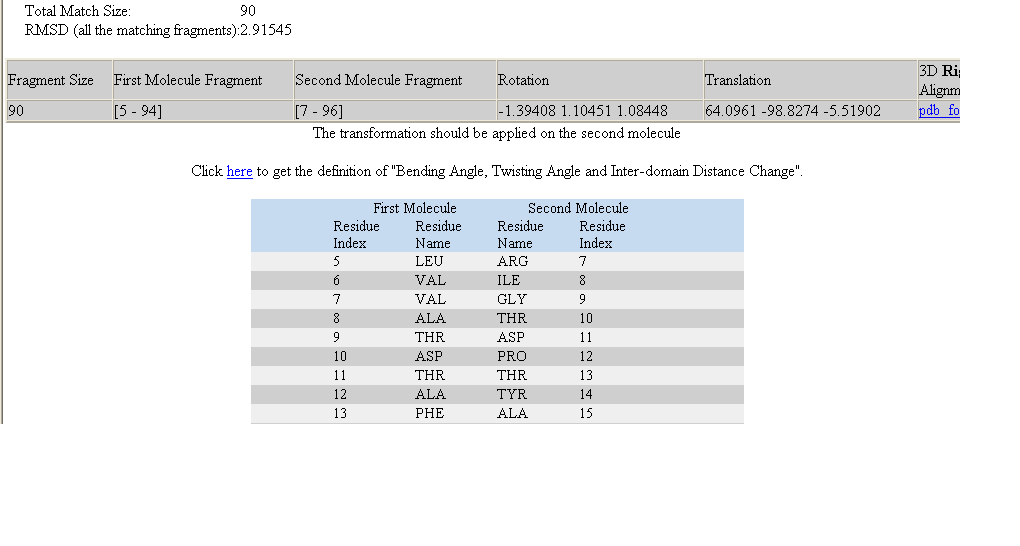 Total Match Size: 90
RMSD (all the matching fragments):2.91545
Fragment Size First Molecule Fragment Second Molecule Fragment Rotation Translation 3D
Alignm
90 [5 - 94] [7 - 96] -1.39408 1.10451 1.08448 64.0961 -98.8274 -5.51902 pdb fo
The transformation should be applied on the second molecule
Click here to get the definition of "Bending Angle, Twisting Angle and Inter-domain Distance Change".
First Molecule Second Molecule
Residue Residue Residue Residue
Index Name Name Index
5 LEU ARG 7
6 VAL ILE 8
7 VAL GLY 9
8 ALA THR 10
9 THR ASP 11
10 ASP PRO 12
11 THR THR 13
12 ALA TYR 14
13 PHE ALA 15